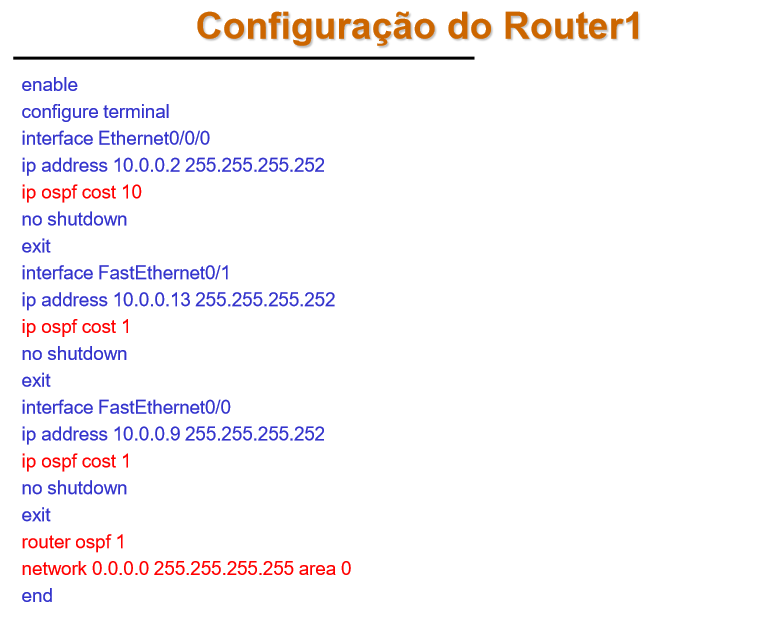 Configuração do Router1
enable
configure terminal
interface Ethernet0/0/0
ip address 10.0.0.2 255.255.255.252
ip ospf cost 10
no shutdown
exit
interface FastEthernet0/1
ip address 10.0.0.13 255.255.255.252
ip ospf cost 1
no shutdown
exit
interface FastEthernet0/0
ip address 10.0.0.9 255.255.255.252
ip ospf cost 1
no shutdown
exit
router ospf 1
network 0.0.0.0 255.255.255.255 area 0
end